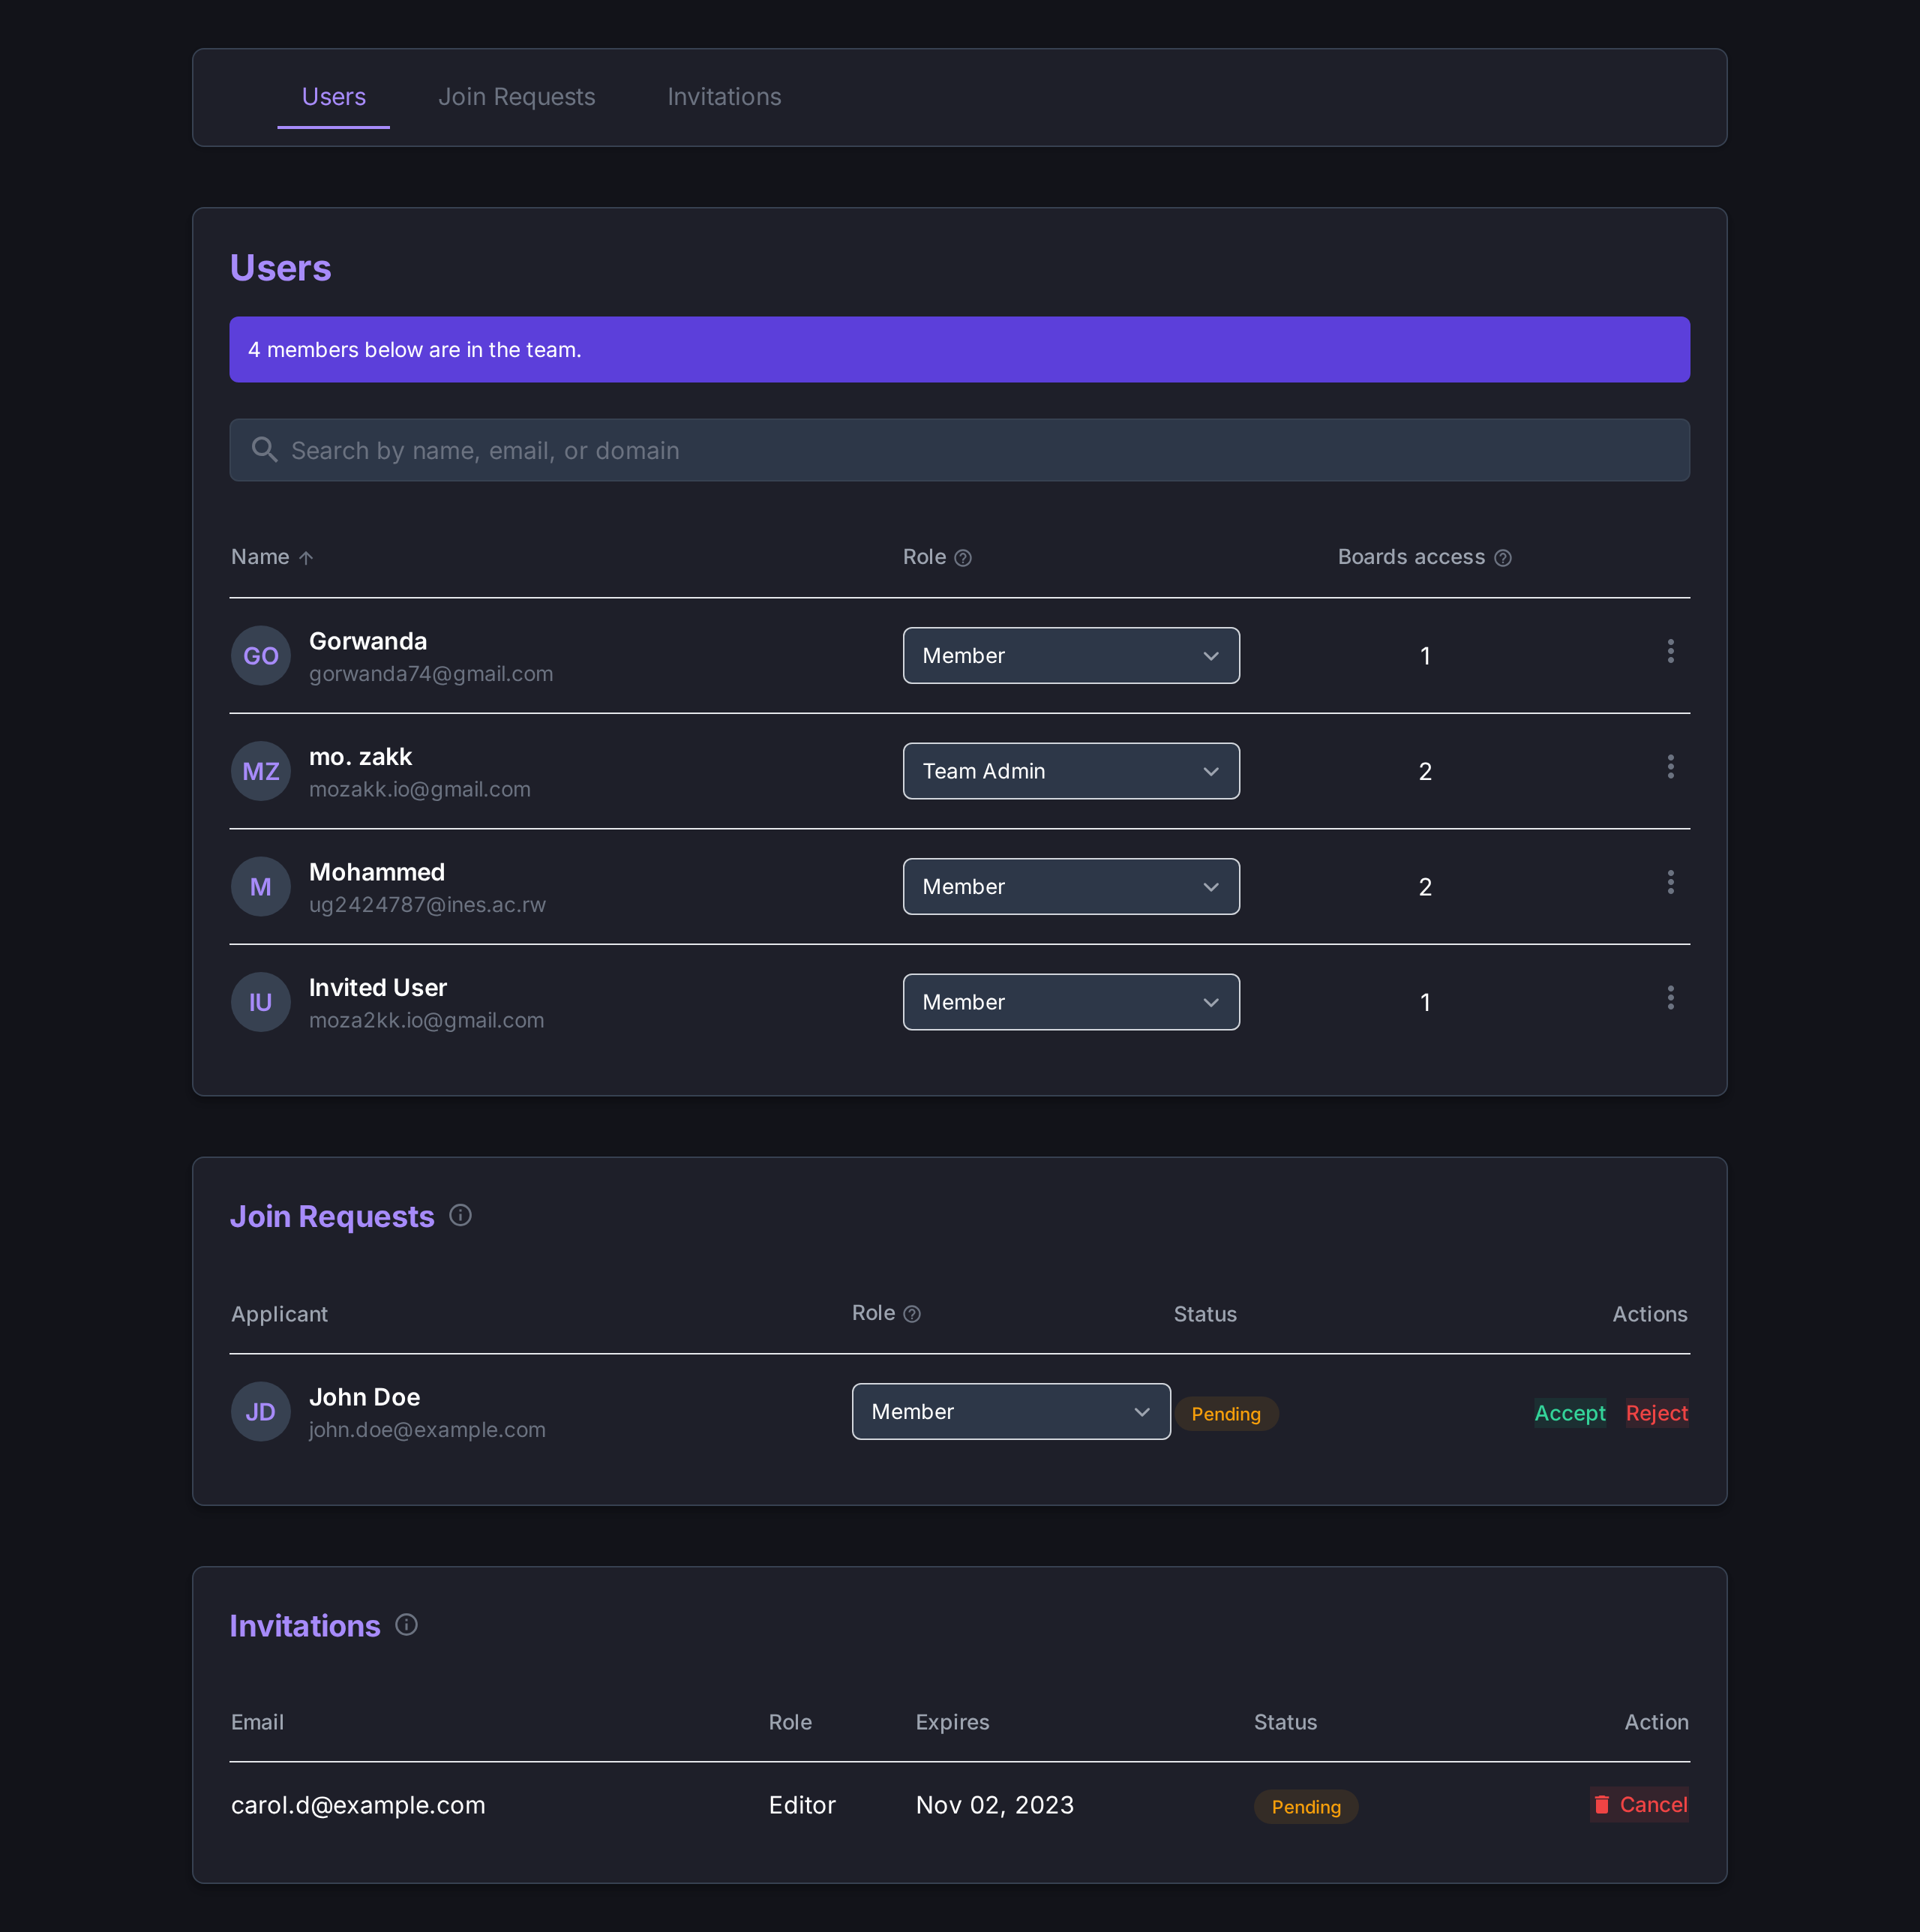 Users Join Requests Invitations
Users
4 members below are in the team.
Search by name, email, or domain
Name Role Boards access
GO Gorwanda Member 1
gorwanda74@gmail.com
MZ mo. zakk Team Admin 2
mozakk.io@gmail.com
M Mohammed Member 2
ug2424787@ines.ac.rw
IU Invited User Member 1
moza2kk.io@gmail.com
Join Requests
Applicant Role Status Actions
JD John Doe Member Pending Accept Reject
john.doe@example.com
Invitations
Email Role Expires Status Action
carol.d@example.com Editor Nov 02, 2023 Pending Cancel